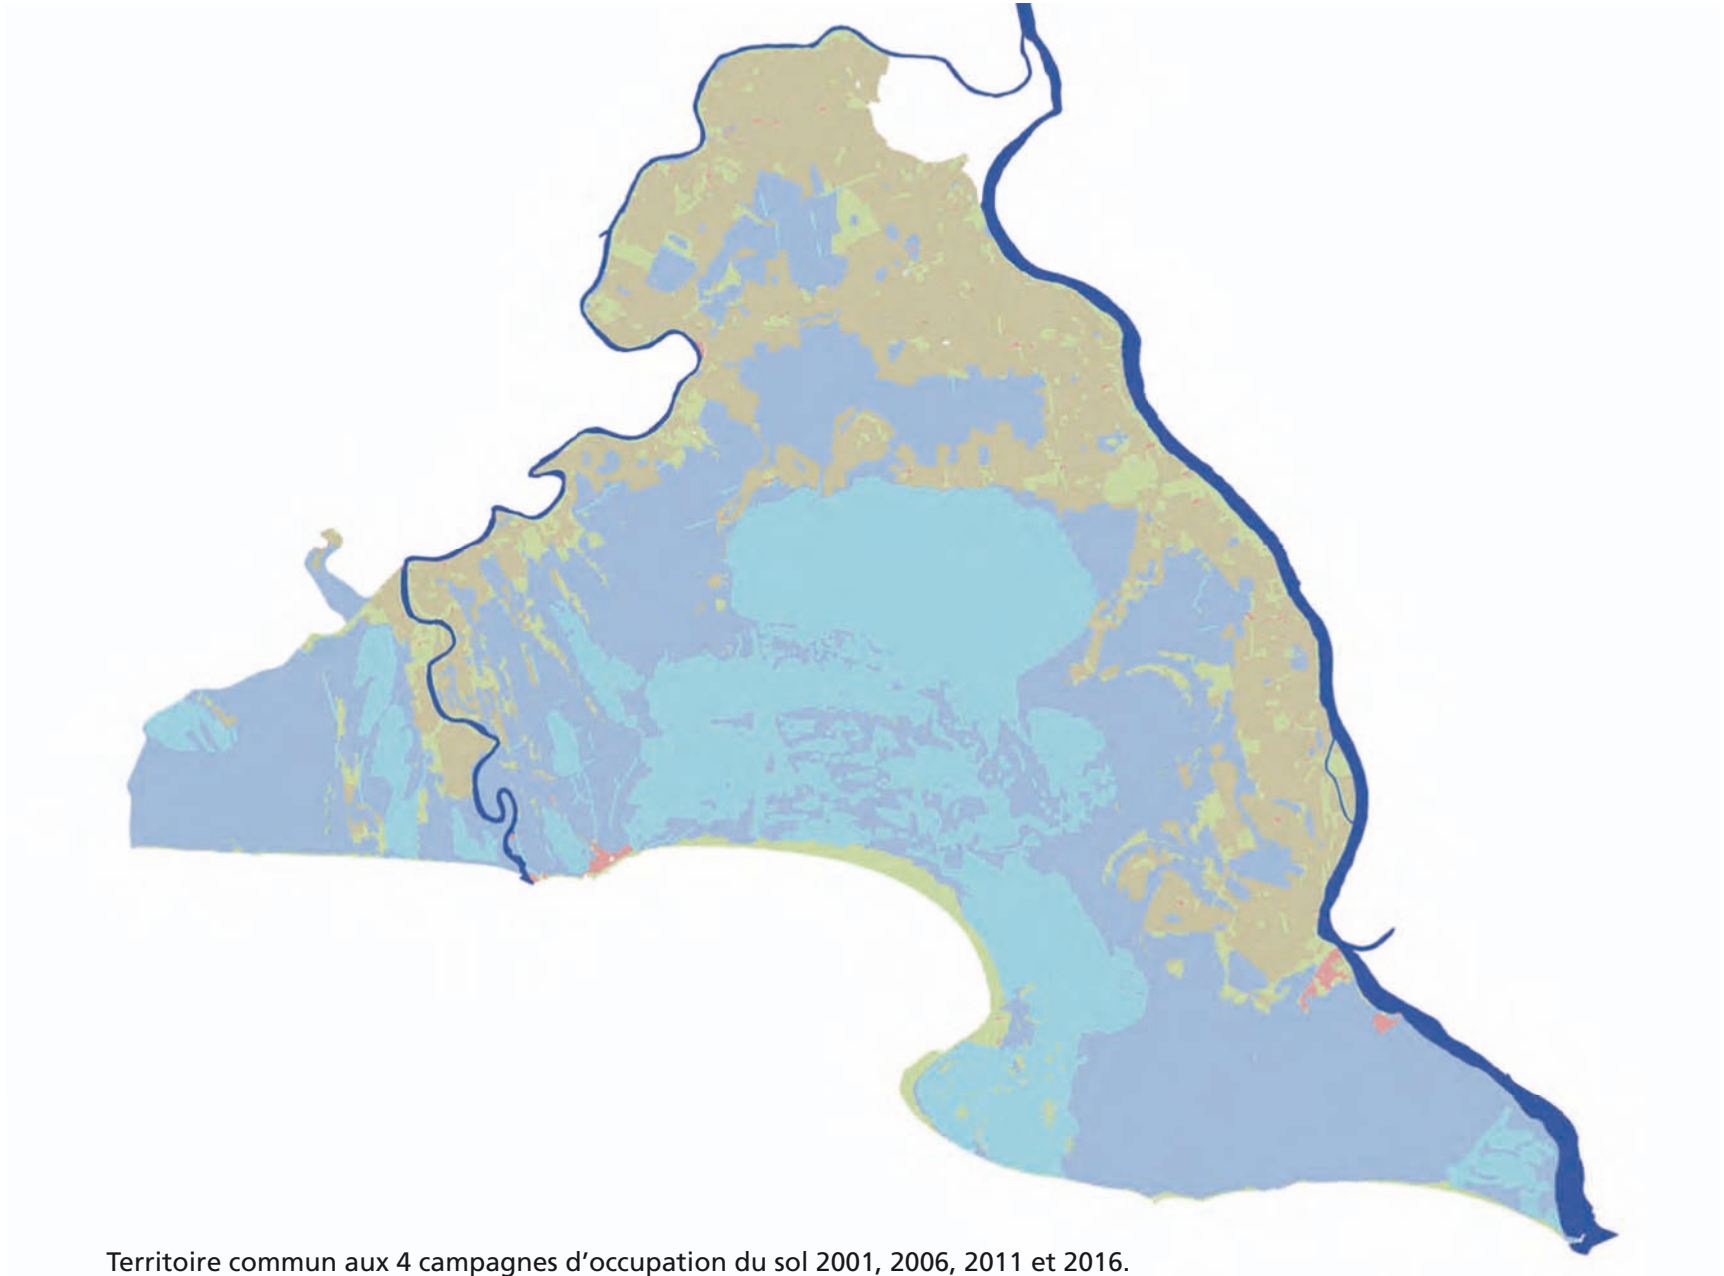 Territoire commun aux 4 campagnes d’occupation du sol 2001, 2006, 2011 et 2016.